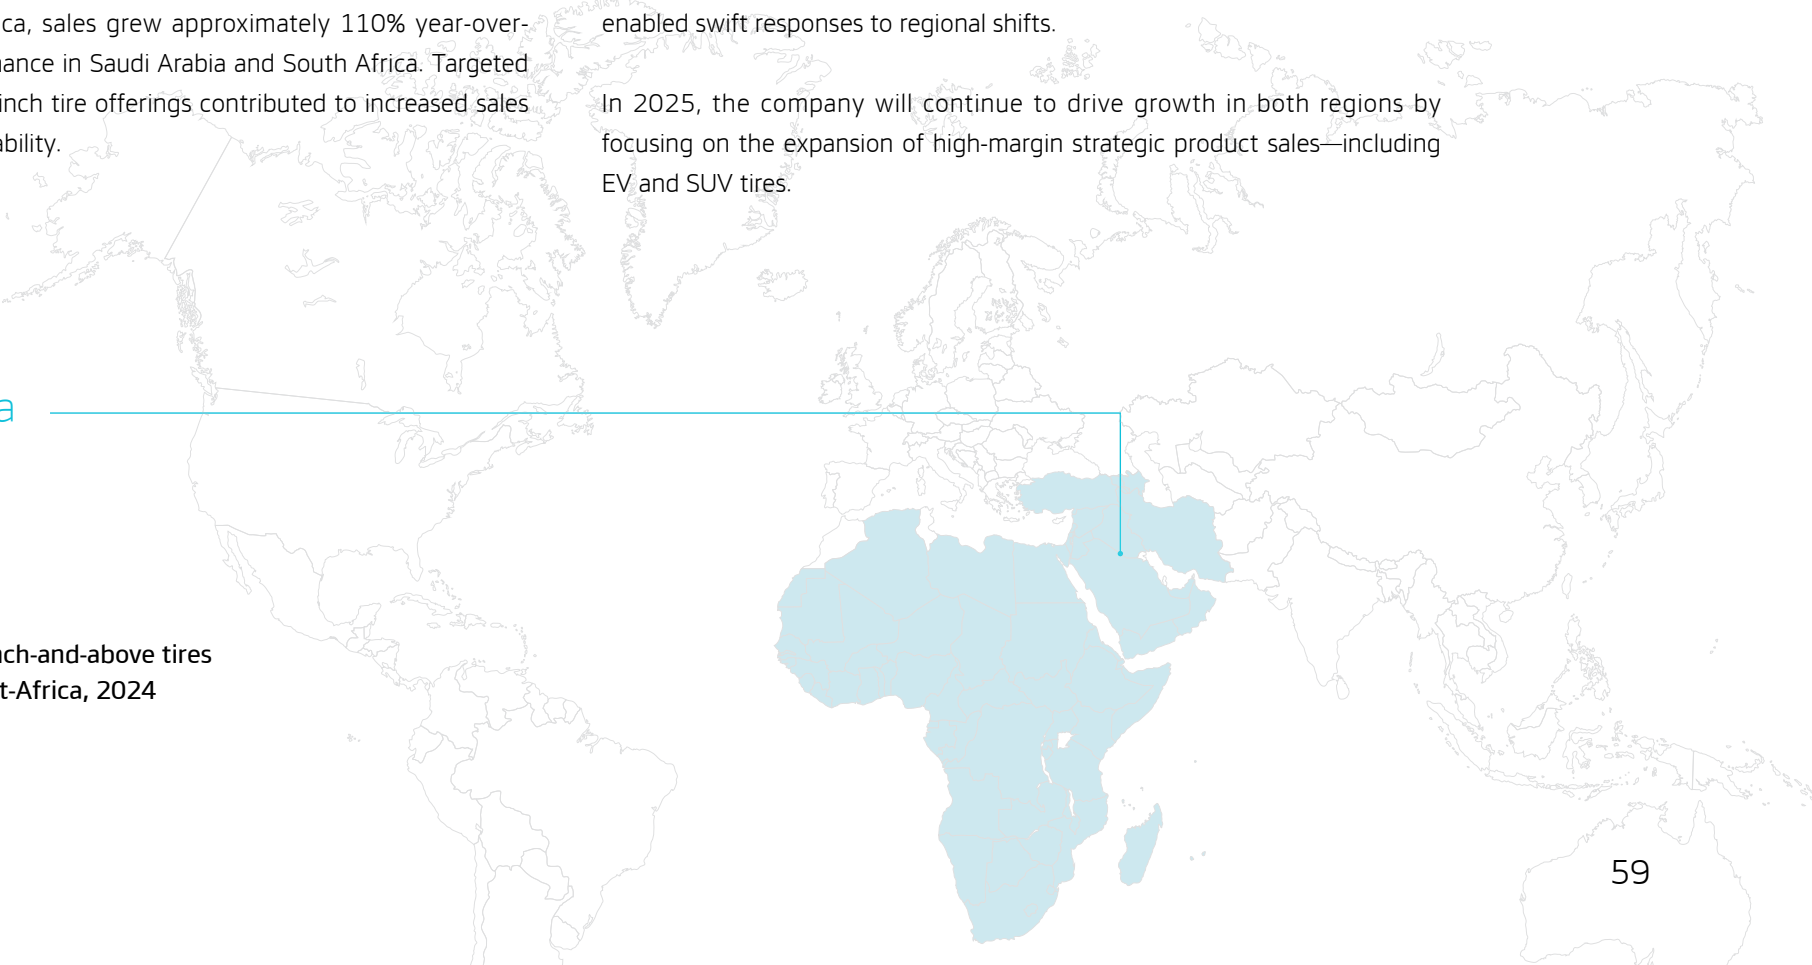 ca, sales grew approximately 110% year-over-
ance in Saudi Arabia and South Africa. Targeted
inch tire offerings contributed to increased sales
ability.
enabled swift responses to regional shifts.
In 2025, the company will continue to drive growth in both regions by
focusing on the expansion of high-margin strategic product sales—including
EV and SUV tires.
a
nch-and-above tires
t-Africa, 2024
59